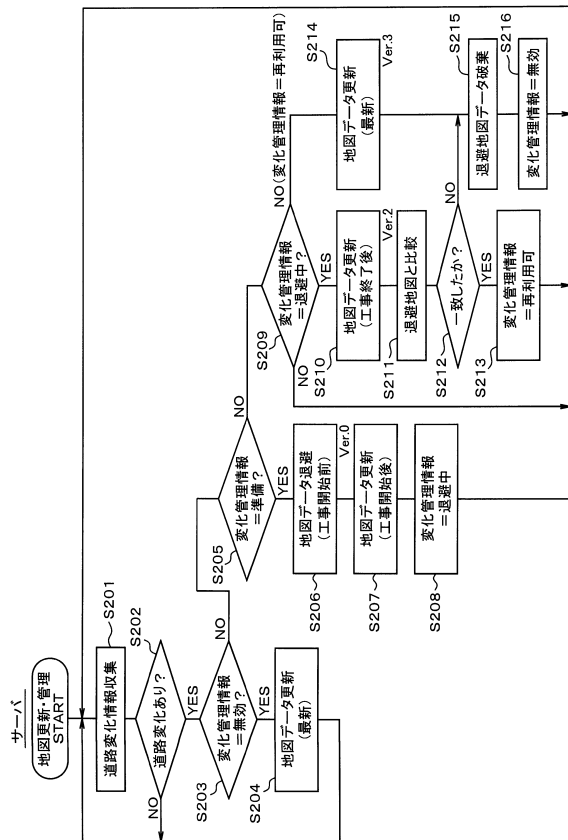 サーバ
地図更新・管理
START
道路変化情報収集
S201
道路変化あり？
S202
NO
YES
変化管理情報
＝無効？
S203
NO
YES
地図データ更新
(最新)
S204
変化管理情報
＝準備？
S205
NO
YES
地図データ退避
(工事開始前)
S206
Ver.0
地図データ更新
(工事開始後)
S207
変化管理情報
＝退避中
S208
変化管理情報
＝退避中？
S209
NO
NO(変化管理情報＝再利用可)
YES
地図データ更新
(工事終了後)
S210
Ver.2
退避地図と比較
S211
一致したか？
S212
NO
YES
変化管理情報
＝再利用可
S213
地図データ更新
(最新)
S214
Ver.3
退避地図データ破棄
S215
変化管理情報＝無効
S216